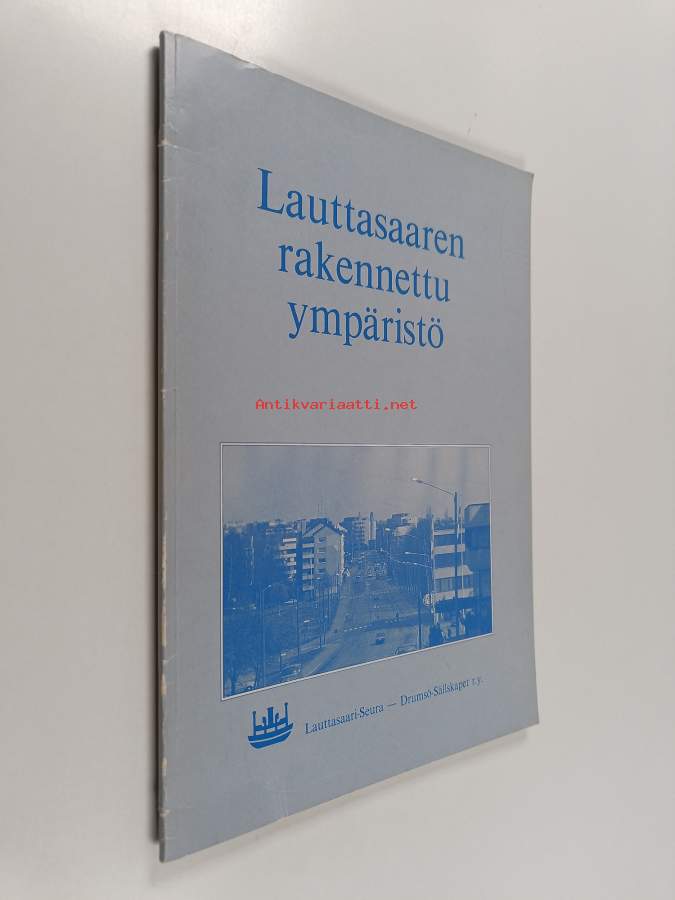 Lauttasaaren
rakennettu
ympäristö
Antikvariaatti.net
Lauttasaari-Seura — Drumsö-Sällskapet r.y.